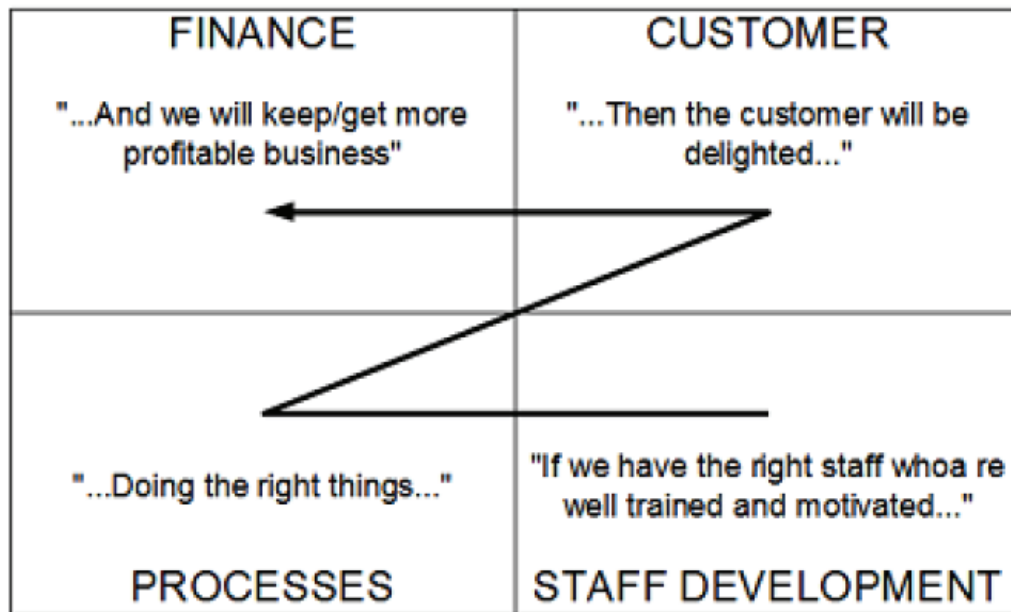 FINANCE
"...And we will keep/get more
profitable business"
CUSTOMER
"...Then the customer will be
delighted..."
"...Doing the right things..."
PROCESSES
"If we have the right staff whoa re
well trained and motivated..."
STAFF DEVELOPMENT